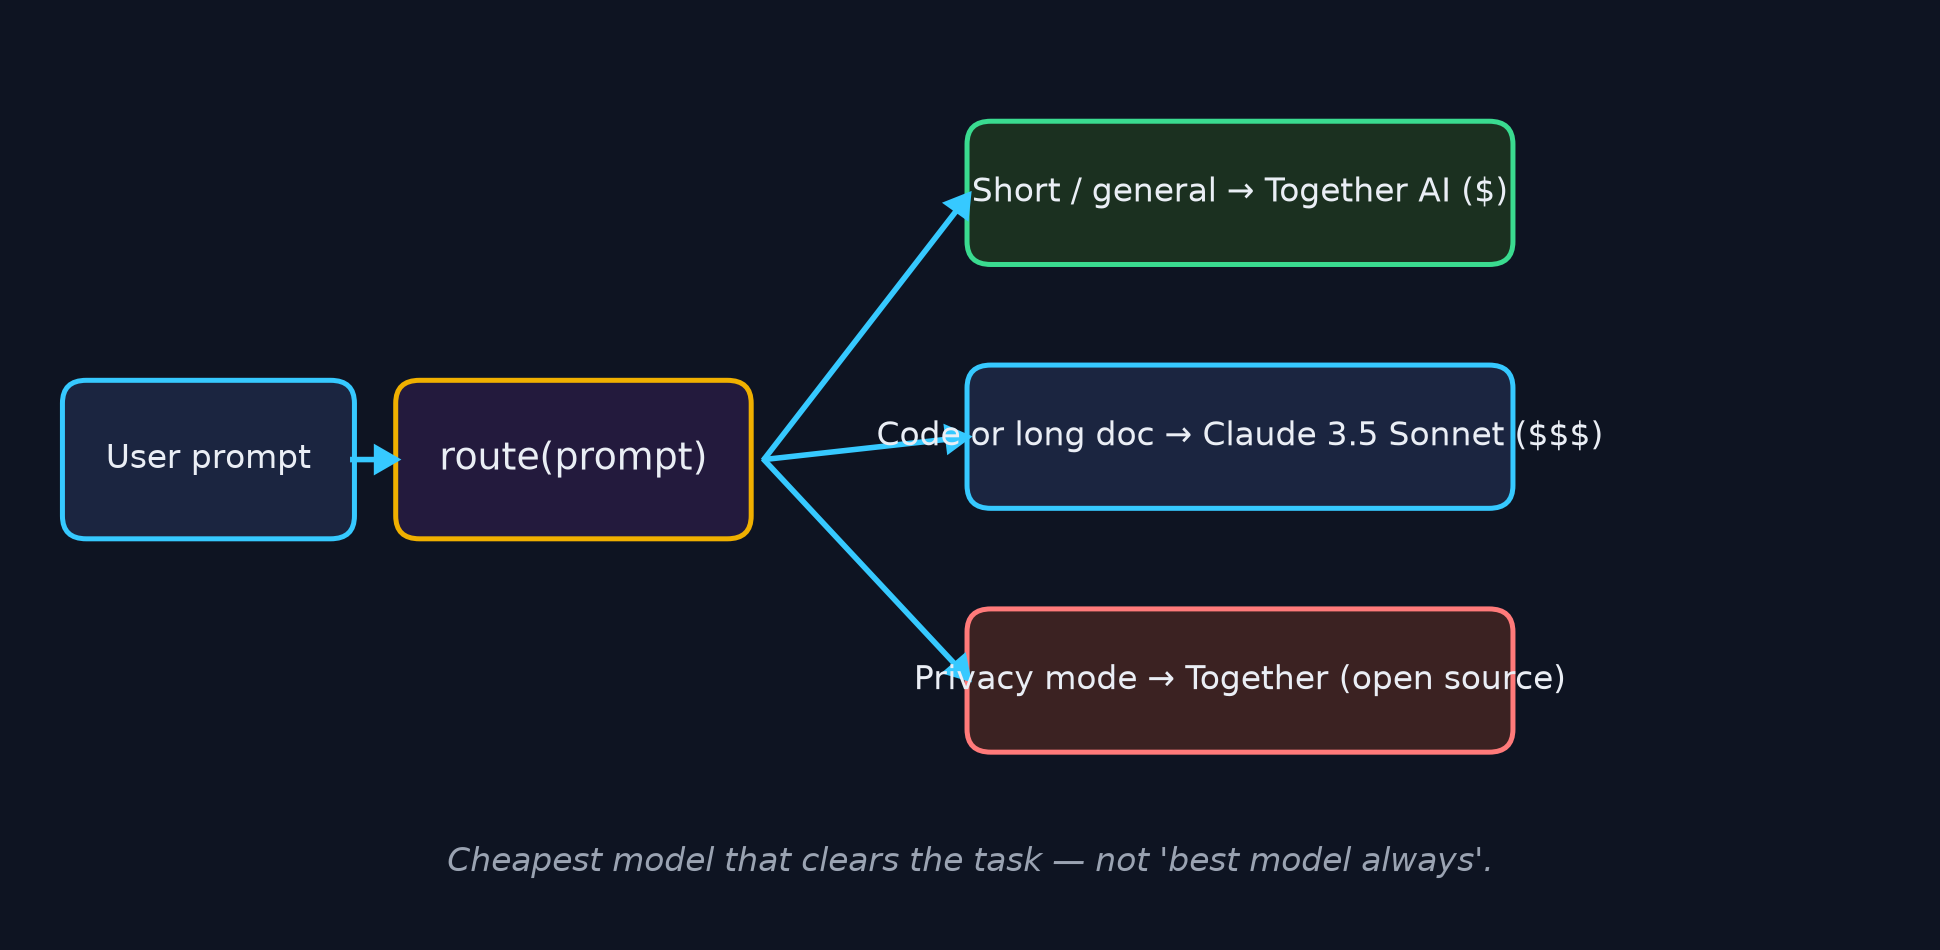 User prompt
route(prompt)
Short / general → Together AI ($)
Code or long doc → Claude 3.5 Sonnet ($$$)
Privacy mode → Together (open source)
Cheapest model that clears the task — not 'best model always'.